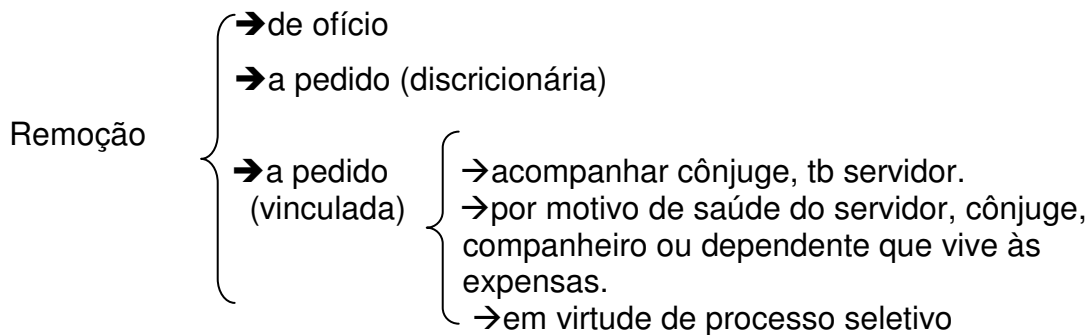 ➔de ofício
➔a pedido (discricionária)
Remoção
➔a pedido
(vinculada)
→acompanhar cônjuge, tb servidor.
→por motivo de saúde do servidor, cônjuge,
companheiro ou dependente que vive às
expensas.
→em virtude de processo seletivo